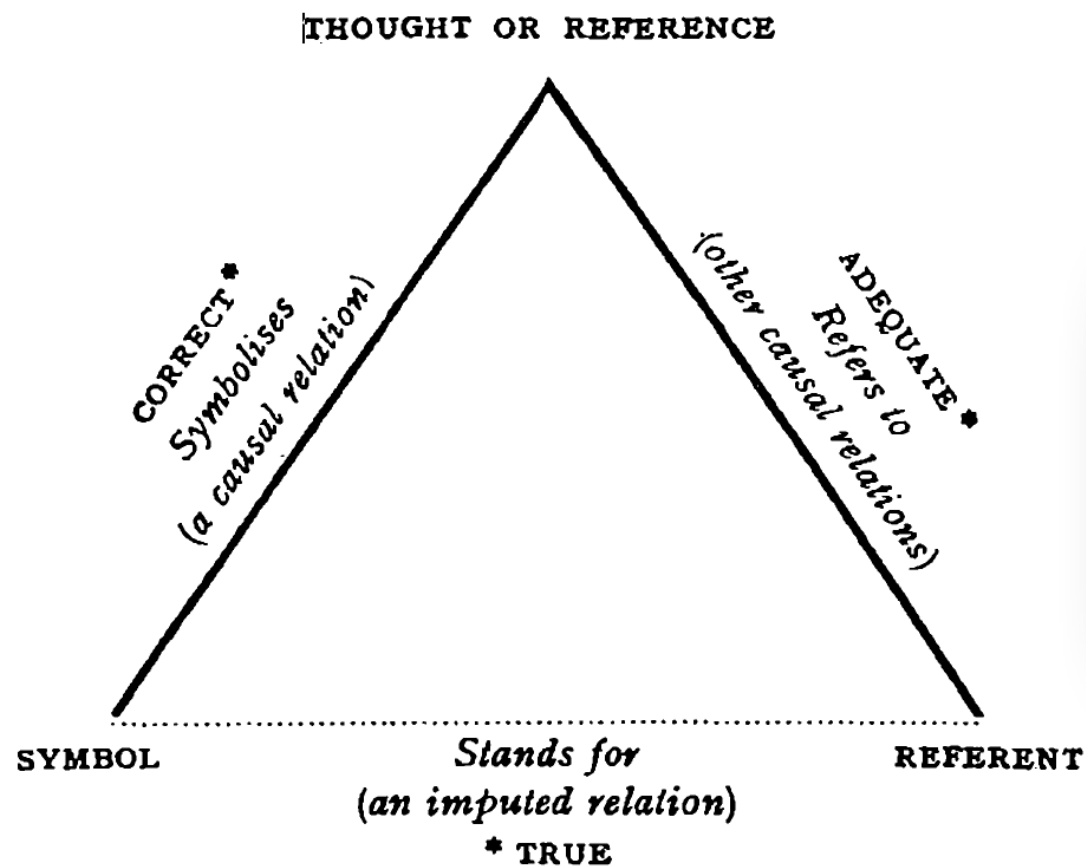 THOUGHT OR REFERENCE
CORRECT *
Symbolises
(a causal relation)
ADEQUATE *
Refers to
(other causal relations)
SYMBOL
Stands for
(an imputed relation)
* TRUE
REFERENT